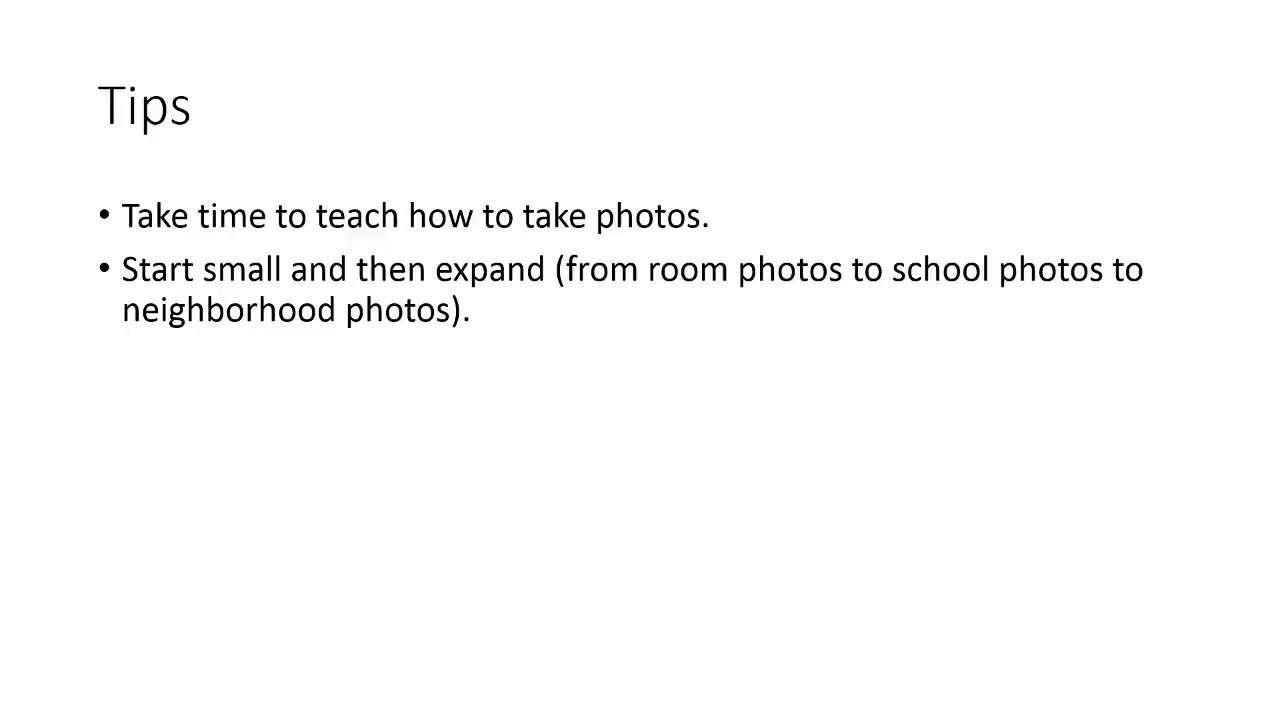 Tips
• Take time to teach how to take photos.
• Start small and then expand (from room photos to school photos to
neighborhood photos).